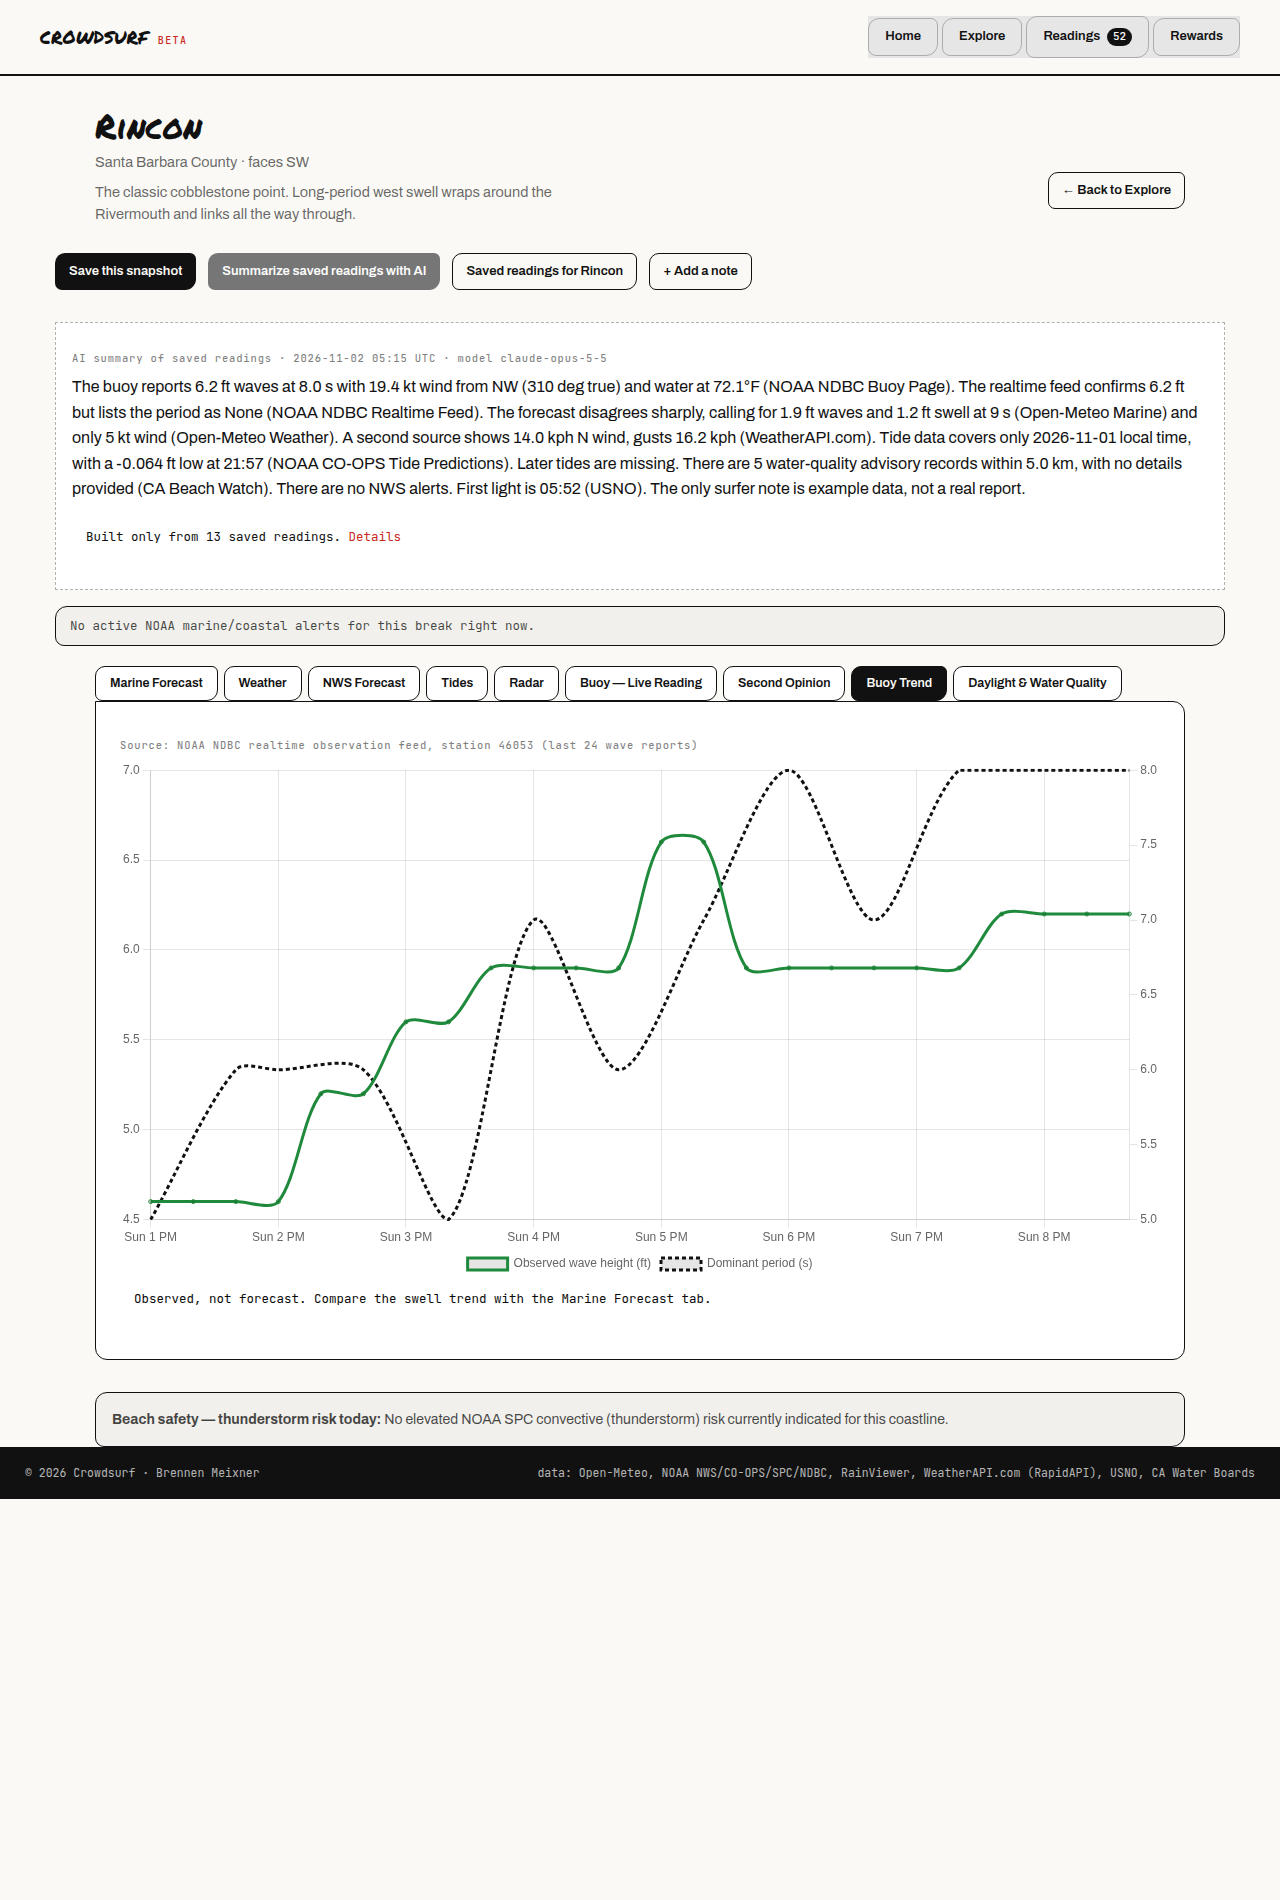 CROWDSURF BETA
Home
Explore
Readings 52
Rewards
Rincon
Santa Barbara County · faces SW
The classic cobblestone point. Long-period west swell wraps around the
Rivermouth and links all the way through.
← Back to Explore
Save this snapshot
Summarize saved readings with AI
Saved readings for Rincon
+ Add a note
AI summary of saved readings · 2026-11-02 05:15 UTC · model claude-opus-5-5
The buoy reports 6.2 ft waves at 8.0 s with 19.4 kt wind from NW (310 deg true) and water at 72.1°F (NOAA NDBC Buoy Page). The realtime feed confirms 6.2 ft
but lists the period as None (NOAA NDBC Realtime Feed). The forecast disagrees sharply, calling for 1.9 ft waves and 1.2 ft swell at 9 s (Open-Meteo Marine) and
only 5 kt wind (Open-Meteo Weather). A second source shows 14.0 kph N wind, gusts 16.2 kph (WeatherAPI.com). Tide data covers only 2026-11-01 local time,
with a -0.064 ft low at 21:57 (NOAA CO-OPS Tide Predictions). Later tides are missing. There are 5 water-quality advisory records within 5.0 km, with no details
provided (CA Beach Watch). There are no NWS alerts. First light is 05:52 (USNO). The only surfer note is example data, not a real report.
Built only from 13 saved readings. Details
No active NOAA marine/coastal alerts for this break right now.
Marine Forecast
Weather
NWS Forecast
Tides
Radar
Buoy — Live Reading
Second Opinion
Buoy Trend
Daylight & Water Quality
Source: NOAA NDBC realtime observation feed, station 46053 (last 24 wave reports)
7.0
6.5
6.0
5.5
5.0
4.5
8.0
7.5
7.0
6.5
6.0
5.5
5.0
Sun 1 PM
Sun 2 PM
Sun 3 PM
Sun 4 PM
Sun 5 PM
Sun 6 PM
Sun 7 PM
Sun 8 PM
Observed wave height (ft)
Dominant period (s)
Observed, not forecast. Compare the swell trend with the Marine Forecast tab.
Beach safety — thunderstorm risk today: No elevated NOAA SPC convective (thunderstorm) risk currently indicated for this coastline.
© 2026 Crowdsurf · Brennen Meixner
data: Open-Meteo, NOAA NWS/CO-OPS/SPC/NDBC, RainViewer, WeatherAPI.com (RapidAPI), USNO, CA Water Boards